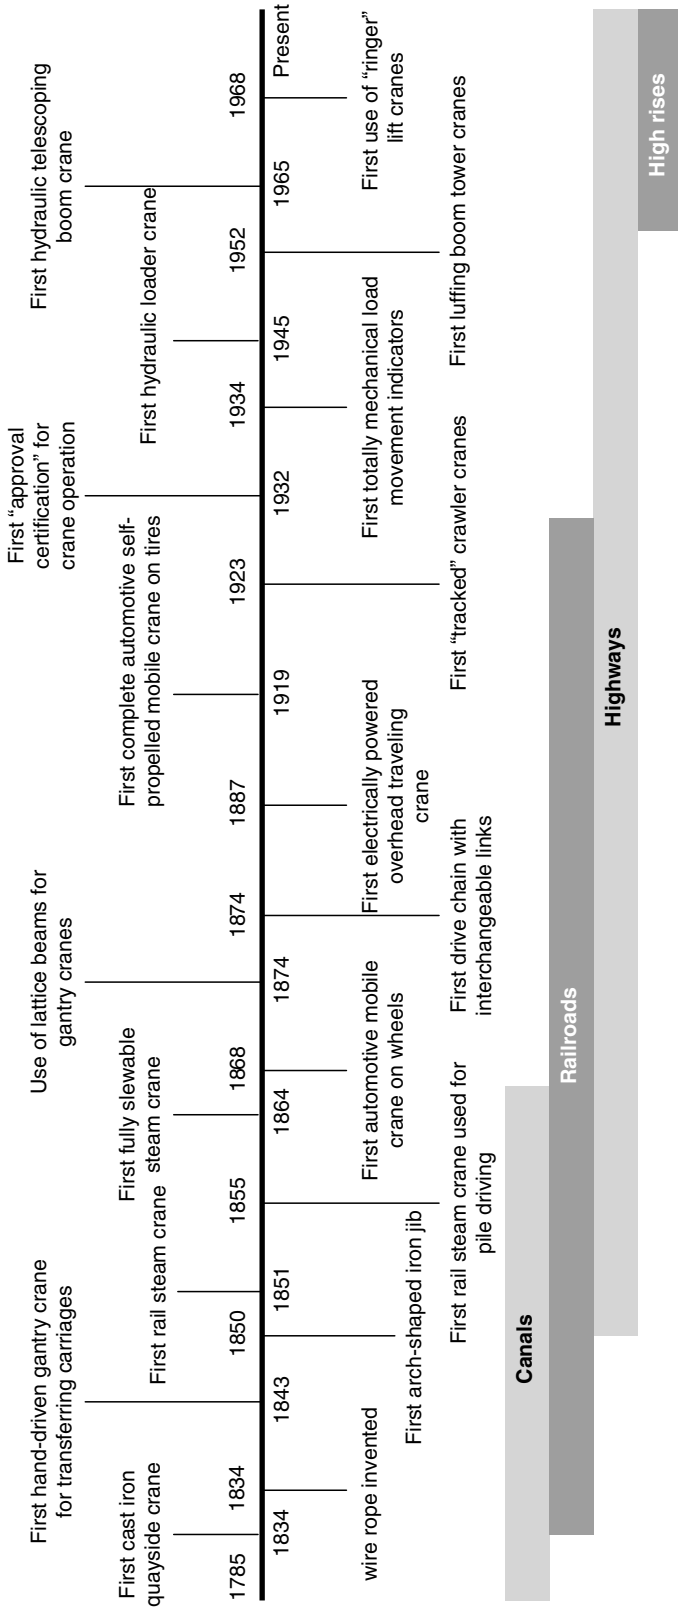 First hand-driven gantry crane
for transferring carriages
Use of lattice beams for
gantry cranes
First “approval
certification” for
crane operation
First hydraulic telescoping
boom crane
First cast iron
quayside crane
First rail steam crane
First fully slewable
steam crane
First complete automotive self-
propelled mobile crane on tires
First hydraulic loader crane
1785
1834
1850
1855
1868
1874
1887
1923
1934
1952
1968
1834
1843
1851
1864
1874
1919
1932
1945
1965
Present
wire rope invented
First arch-shaped iron jib
First automotive mobile
crane on wheels
First electrically powered
overhead traveling
crane
First totally mechanical load
movement indicators
First use of “ringer”
lift cranes
First rail steam crane used for
pile driving
First drive chain with
interchangeable links
First “tracked” crawler cranes
First luffing boom tower cranes
Canals
Railroads
Highways
High rises